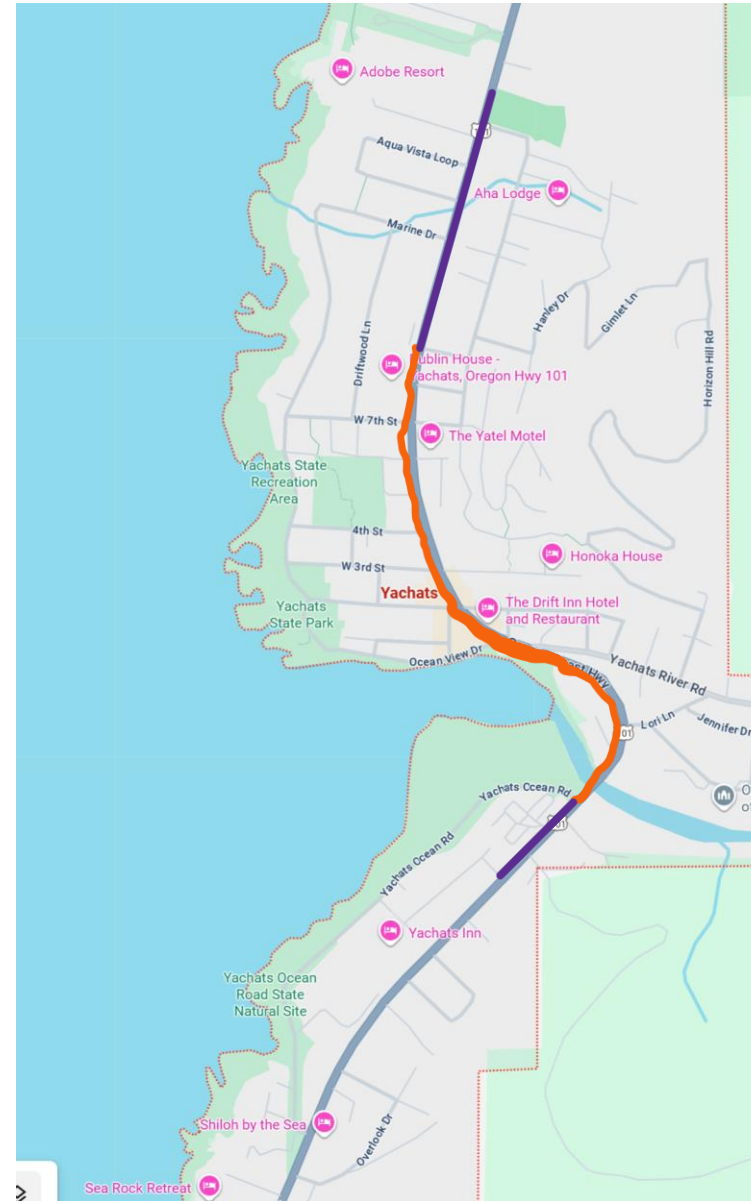 Adobe Resort
Aqua Vista Loop
Aha Lodge
Marine Dr
Hanley Dr
Gimlet Ln
Horizon Hill Rd
Driftwood Ln
ublin House -
achats, Oregon Hwy 101
W 7th St
The Yatel Motel
Yachats State
Recreation
Area
4th St
Honoka House
W 3rd St
Yachats
The Drift Inn Hotel
and Restaurant
Yachats
State Park
Ocean View Dr
Hwy
Yachats River Rd
Lori Ln
Jennifer Dr
01
Yachats Ocean Rd
O
of
01
Yachats Ocean Rd
Yachats Inn
Yachats Ocean
Road State
Natural Site
Shiloh by the Sea
Overlook Dr
Sea Rock Retreat